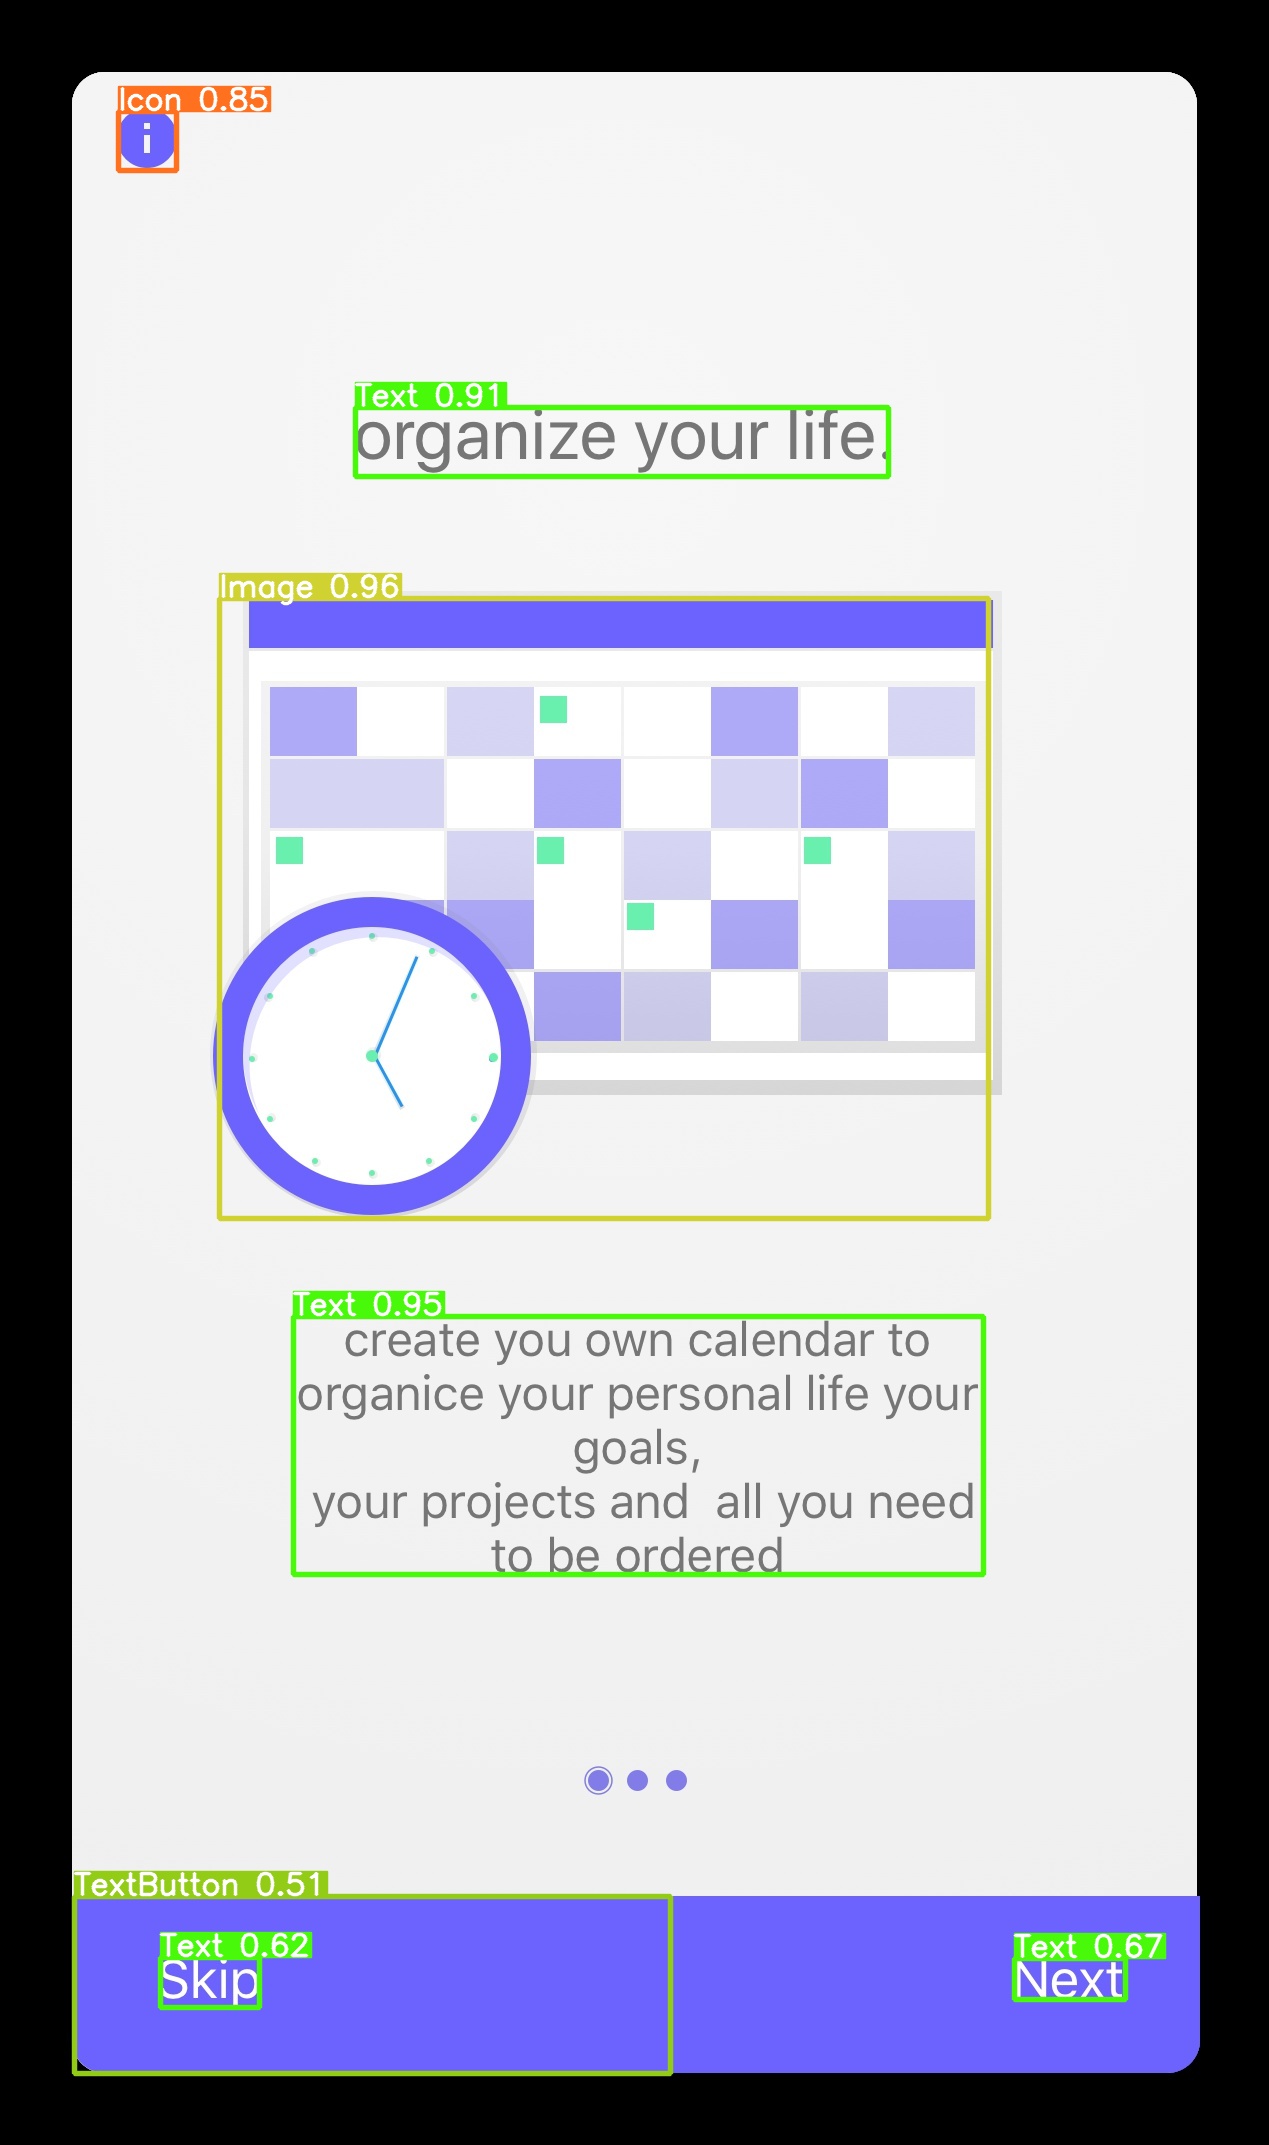 Icon 0.85
i
Text 0.91
organize your life.
Image 0.96
Text 0.95
create you own calendar to
organice your personal life your
goals,
your projects and  all you need
to be ordered
TextButton 0.51
Text 0.62
Skip
Text 0.67
Next